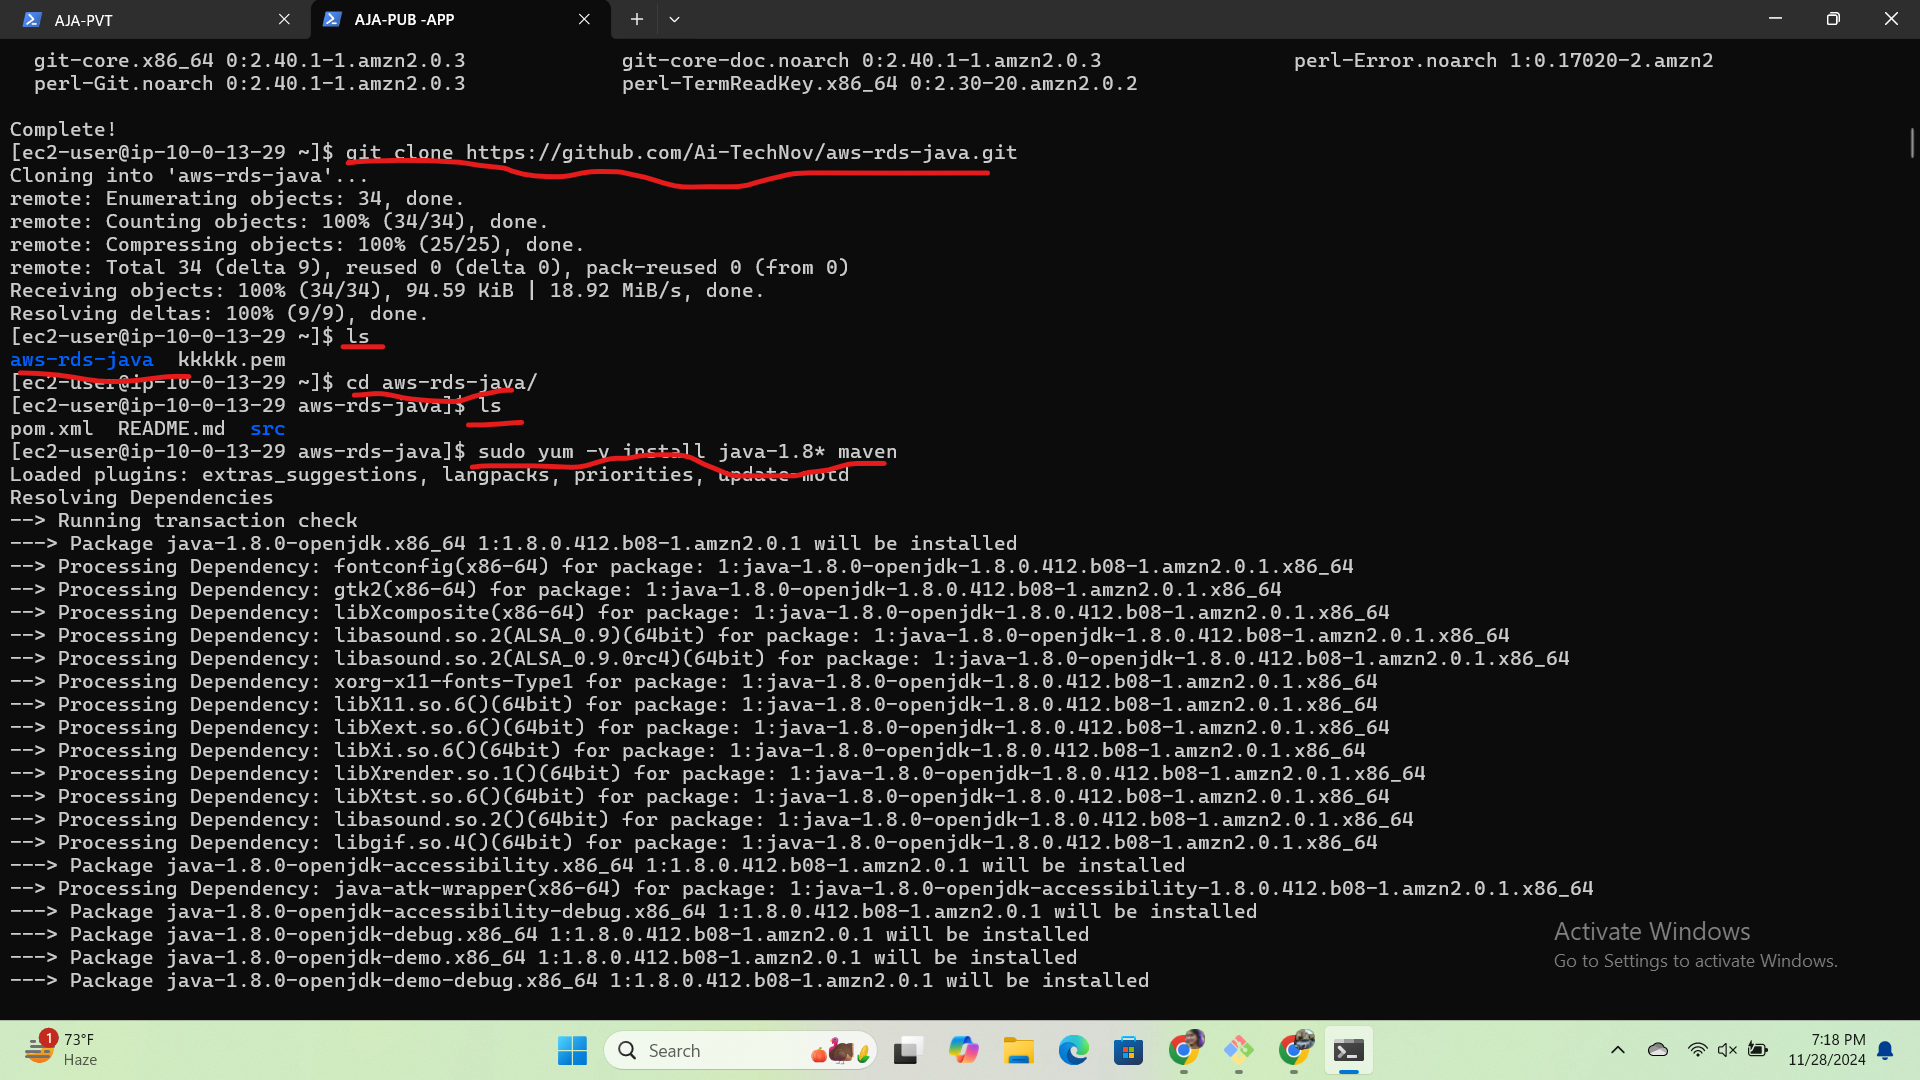 AJA-PVT
AJA-PUB -APP
git-core.x86_64 0:2.40.1-1.amzn2.0.3 git-core-doc.noarch 0:2.40.1-1.amzn2.0.3 perl-Error.noarch 1:0.17020-2.amzn2
perl-Git.noarch 0:2.40.1-1.amzn2.0.3 perl-TermReadKey.x86_64 0:2.30-20.amzn2.0.2
Complete!
[ec2-user@ip-10-0-13-29 ~]$ git clone https://github.com/Ai-TechNov/aws-rds-java.git
Cloning into 'aws-rds-java'...
remote: Enumerating objects: 34, done.
remote: Counting objects: 100% (34/34), done.
remote: Compressing objects: 100% (25/25), done.
remote: Total 34 (delta 9), reused 0 (delta 0), pack-reused 0 (from 0)
Receiving objects: 100% (34/34), 94.59 KiB | 18.92 MiB/s, done.
Resolving deltas: 100% (9/9), done.
[ec2-user@ip-10-0-13-29 ~]$ ls
aws-rds-java kkkkk.pem
[ec2-user@ip-10-0-13-29 ~]$ cd aws-rds-java/
[ec2-user@ip-10-0-13-29 aws-rds-java]$ ls
pom.xml README.md src
[ec2-user@ip-10-0-13-29 aws-rds-java]$ sudo yum -y install java-1.8* maven
Loaded plugins: extras_suggestions, langpacks, priorities, update-motd
Resolving Dependencies
--> Running transaction check
---> Package java-1.8.0-openjdk.x86_64 1:1.8.0.412.b08-1.amzn2.0.1 will be installed
--> Processing Dependency: fontconfig(x86-64) for package: 1:java-1.8.0-openjdk-1.8.0.412.b08-1.amzn2.0.1.x86_64
--> Processing Dependency: gtk2(x86-64) for package: 1:java-1.8.0-openjdk-1.8.0.412.b08-1.amzn2.0.1.x86_64
--> Processing Dependency: libXcomposite(x86-64) for package: 1:java-1.8.0-openjdk-1.8.0.412.b08-1.amzn2.0.1.x86_64
--> Processing Dependency: libasound.so.2(ALSA_0.9)(64bit) for package: 1:java-1.8.0-openjdk-1.8.0.412.b08-1.amzn2.0.1.x86_64
--> Processing Dependency: libasound.so.2(ALSA_0.9.0rc4)(64bit) for package: 1:java-1.8.0-openjdk-1.8.0.412.b08-1.amzn2.0.1.x86_64
--> Processing Dependency: xorg-x11-fonts-Type1 for package: 1:java-1.8.0-openjdk-1.8.0.412.b08-1.amzn2.0.1.x86_64
--> Processing Dependency: libX11.so.6()(64bit) for package: 1:java-1.8.0-openjdk-1.8.0.412.b08-1.amzn2.0.1.x86_64
--> Processing Dependency: libXext.so.6()(64bit) for package: 1:java-1.8.0-openjdk-1.8.0.412.b08-1.amzn2.0.1.x86_64
--> Processing Dependency: libXi.so.6()(64bit) for package: 1:java-1.8.0-openjdk-1.8.0.412.b08-1.amzn2.0.1.x86_64
--> Processing Dependency: libXrender.so.1()(64bit) for package: 1:java-1.8.0-openjdk-1.8.0.412.b08-1.amzn2.0.1.x86_64
--> Processing Dependency: libXtst.so.6()(64bit) for package: 1:java-1.8.0-openjdk-1.8.0.412.b08-1.amzn2.0.1.x86_64
--> Processing Dependency: libasound.so.2()(64bit) for package: 1:java-1.8.0-openjdk-1.8.0.412.b08-1.amzn2.0.1.x86_64
--> Processing Dependency: libgif.so.4()(64bit) for package: 1:java-1.8.0-openjdk-1.8.0.412.b08-1.amzn2.0.1.x86_64
---> Package java-1.8.0-openjdk-accessibility.x86_64 1:1.8.0.412.b08-1.amzn2.0.1 will be installed
--> Processing Dependency: java-atk-wrapper(x86-64) for package: 1:java-1.8.0-openjdk-accessibility-1.8.0.412.b08-1.amzn2.0.1.x86_64
---> Package java-1.8.0-openjdk-accessibility-debug.x86_64 1:1.8.0.412.b08-1.amzn2.0.1 will be installed
---> Package java-1.8.0-openjdk-debug.x86_64 1:1.8.0.412.b08-1.amzn2.0.1 will be installed
---> Package java-1.8.0-openjdk-demo.x86_64 1:1.8.0.412.b08-1.amzn2.0.1 will be installed
---> Package java-1.8.0-openjdk-demo-debug.x86_64 1:1.8.0.412.b08-1.amzn2.0.1 will be installed
Activate Windows
Go to Settings to activate Windows.
1
73°F
Haze
Search
7:18 PM
11/28/2024